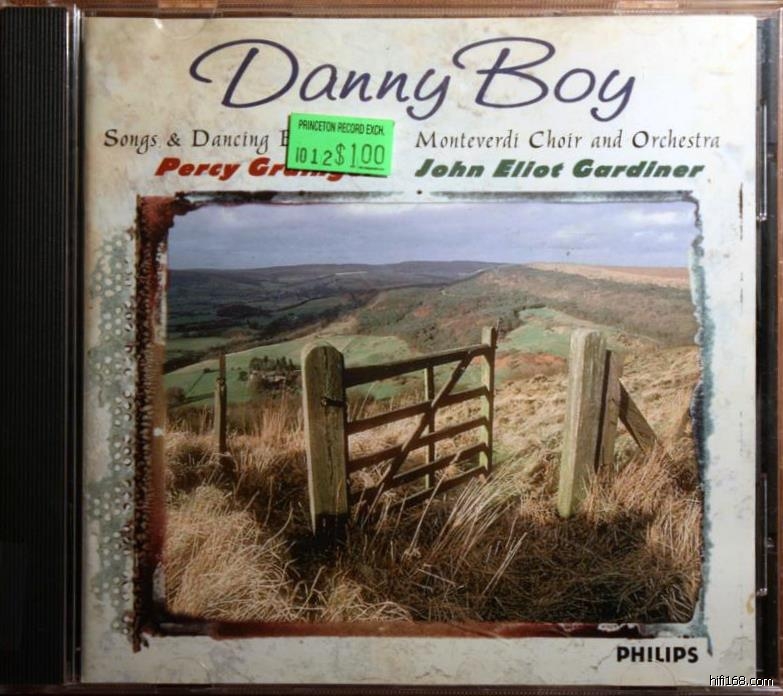 Danny Boy
PRINCETON RECORD EXCH.
1012 $1.00
Songs & Dancing
Monteverdi Choir and Orchestra
Percy
John Eliot Gardiner
PHILIPS
hifi168.com